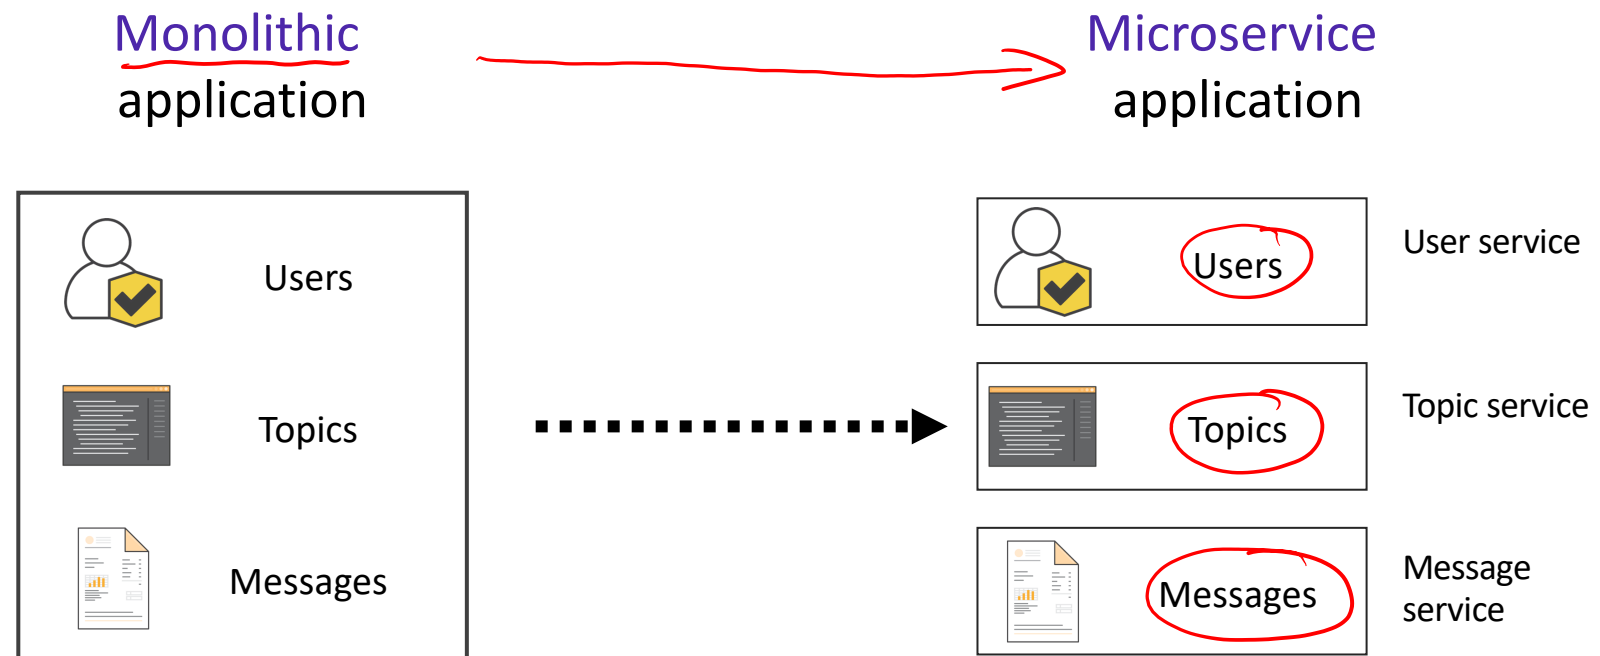 Monolithic
application
Microservice
application
Users
Topics
Messages
Users
User service
Topics
Topic service
Messages
Message
service